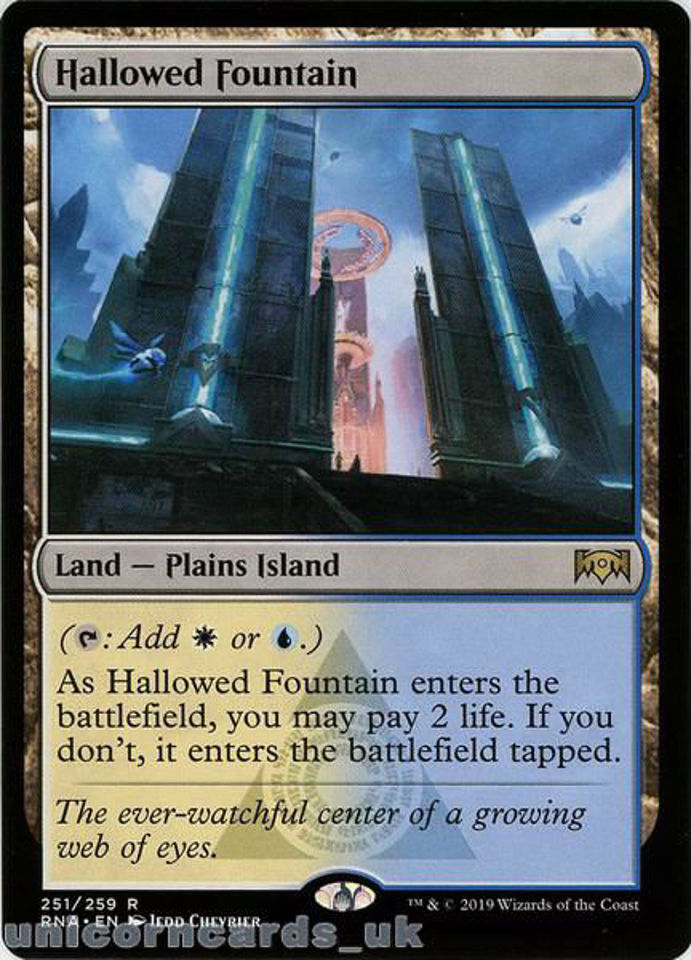 Hallowed Fountain
Land — Plains Island
( : Add or .)
As Hallowed Fountain enters the
battlefield, you may pay 2 life. If you
don't, it enters the battlefield tapped.
The ever-watchful center of a growing
web of eyes.
251/259 R
RNA • EN Jedd Chevrier
™ & © 2019 Wizards of the Coast
unicorncards_uk